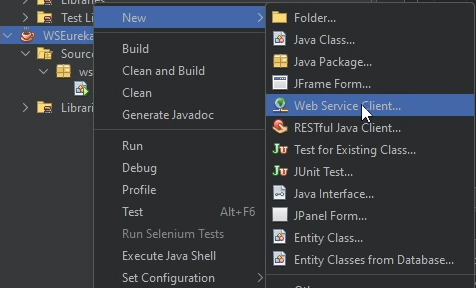 Libraries
Test Li
WSEureka
Sourc
ws
Librari
New
Build
Clean and Build
Clean
Generate Javadoc
Run
Debug
Profile
Test Alt+F6
Run Selenium Tests
Execute Java Shell
Set Configuration
Folder...
Java Class...
Java Package...
JFrame Form...
Web Service Client...
RESTful Java Client...
Test for Existing Class...
JUnit Test...
Java Interface...
JPanel Form...
Entity Class...
Entity Classes from Database...